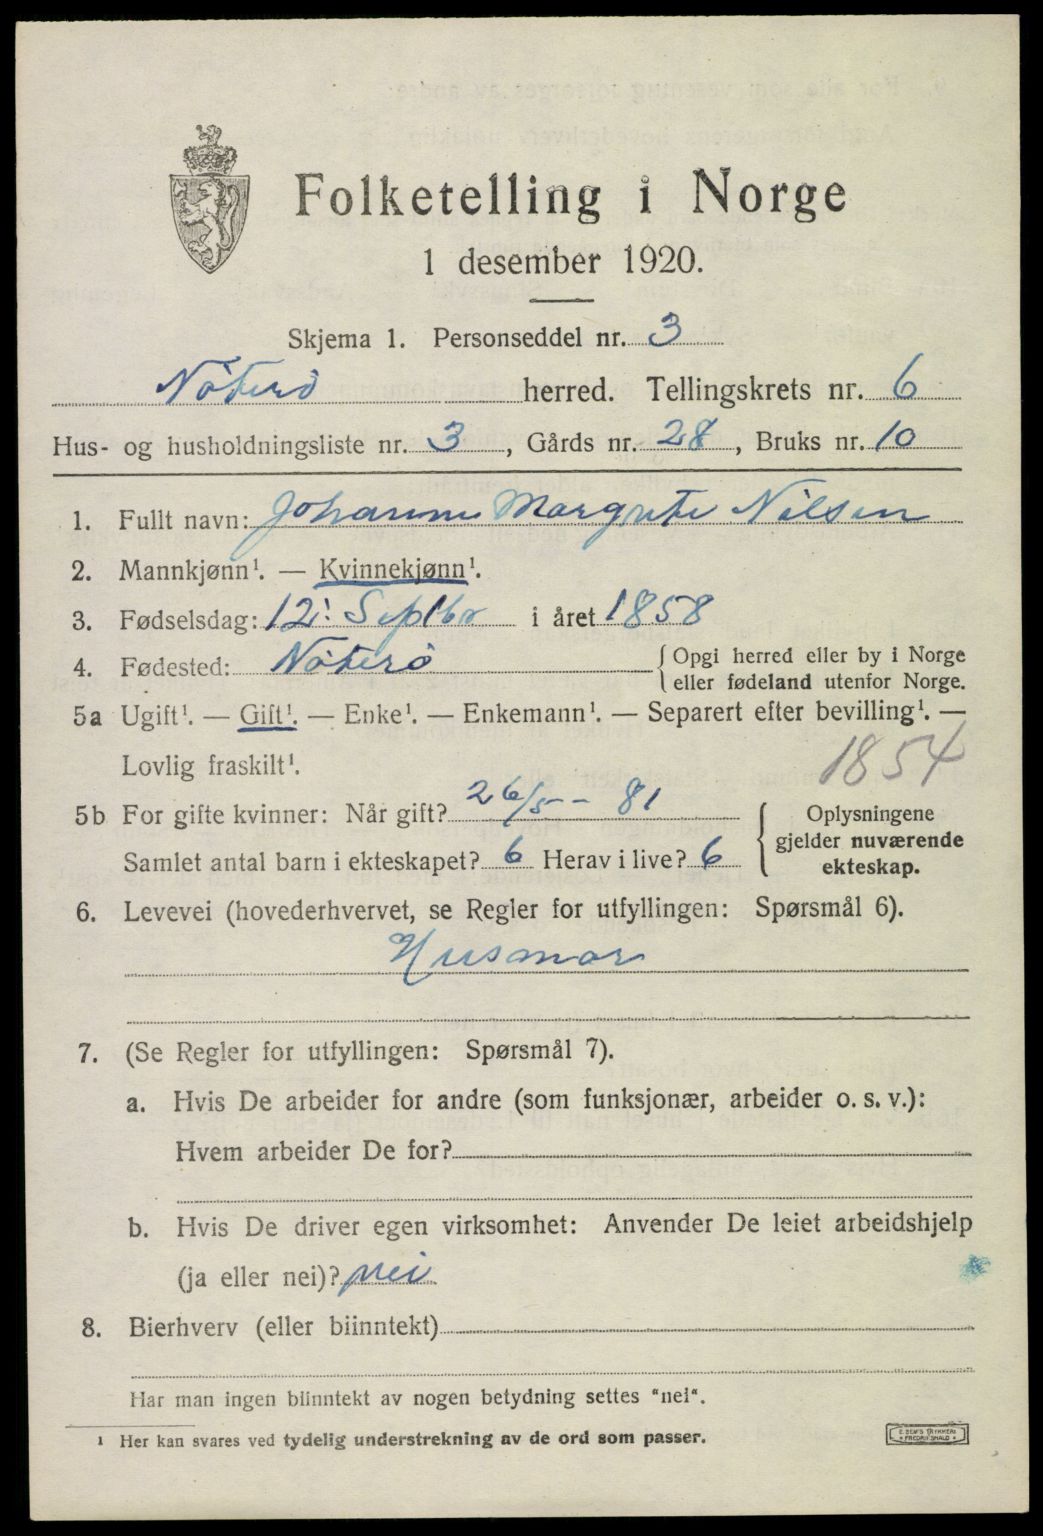 Folketelling i Norge
1 desember 1920.
Skjema 1. Personseddel nr. 3
Nöterö herred. Tellingskrets nr. 6
Hus- og husholdningsliste nr. 3, Gårds nr. 28, Bruks nr. 10
1. Fullt navn: Johanne Margrete Nilsen
2. Mannkjønn¹. — Kvinnekjønn¹.
3. Fødselsdag: 12: Septbr i året 1858
4. Fødested: Nöterö { Opgi herred eller by i Norge
eller fødeland utenfor Norge.
5a Ugift¹. — Gift¹. — Enke¹. — Enkemann¹. — Separert efter bevilling¹. —
Lovlig fraskilt¹. 1854
5b For gifte kvinner: Når gift? 26/5 -- 81
Samlet antal barn i ekteskapet? 6 Herav i live? 6
{ Oplysningene
gjelder nuværende
ekteskap.
6. Levevei (hovederhvervet, se Regler for utfyllingen: Spørsmål 6).
Husmor
7. (Se Regler for utfyllingen: Spørsmål 7).
a. Hvis De arbeider for andre (som funksjonær, arbeider o. s. v.):
Hvem arbeider De for?
b. Hvis De driver egen virksomhet: Anvender De leiet arbeidshjelp
(ja eller nei)? nei
8. Bierhverv (eller biinntekt)
Har man ingen biinntekt av nogen betydning settes "nei".
¹ Her kan svares ved tydelig understrekning av de ord som passer.
E. SEM'S TRYKKERI
FREDRIKSHALD